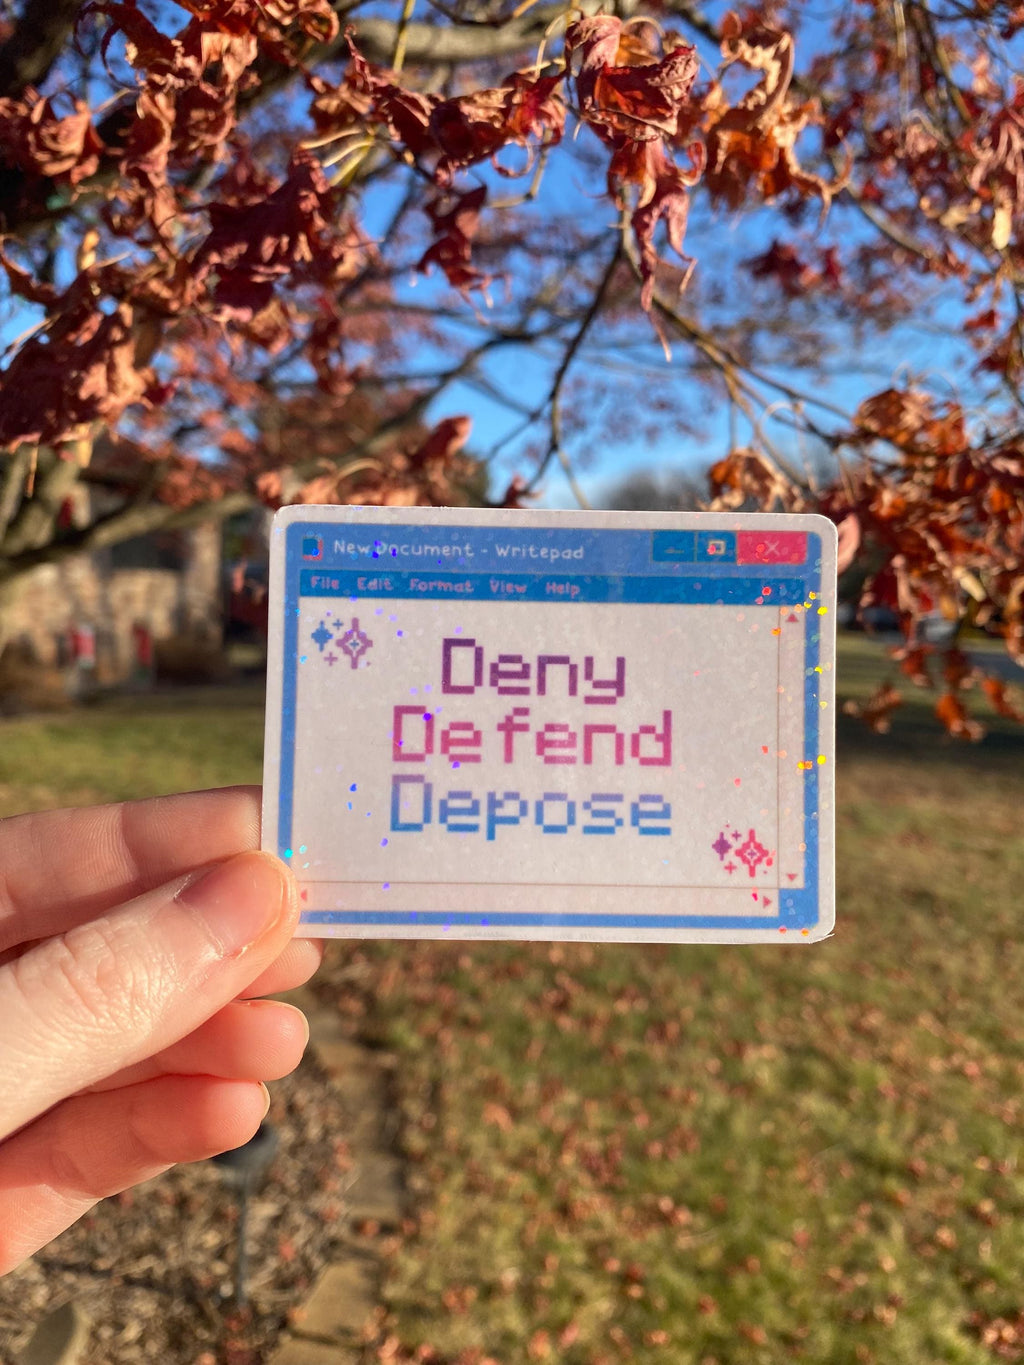 New Document - Writepad
File Edit Format View Help
Deny
Defend
Depose